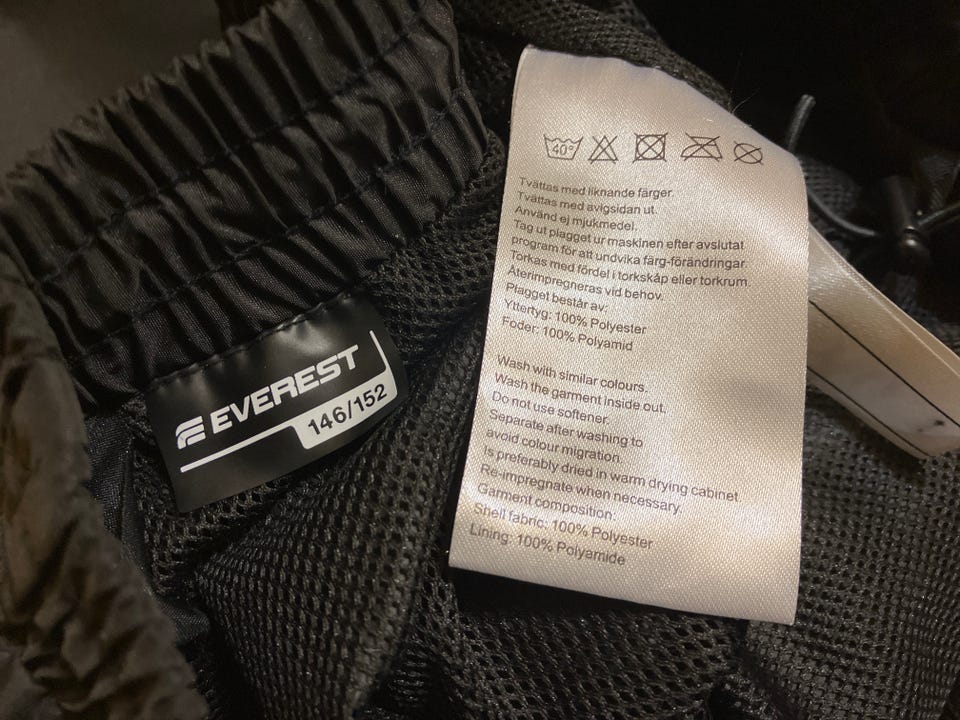 EVEREST
146/152
40°
Tvättas med liknande färger.
Tvättas med avigsidan ut.
Använd ej mjukmedel.
Tag ut plagget ur maskinen efter avslutat
program för att undvika färg-förändringar.
Torkas med fördel i torkskåp eller torkrum.
Återimpregneras vid behov.
Plagget består av:
Yttertyg: 100% Polyester
Foder: 100% Polyamid
Wash with similar colours.
Wash the garment inside out.
Do not use softener.
Separate after washing to
avoid colour migration.
Is preferably dried in warm drying cabinet
Re-impregnate when necessary.
Garment composition:
Shell fabric: 100% Polyester
Lining: 100% Polyamide